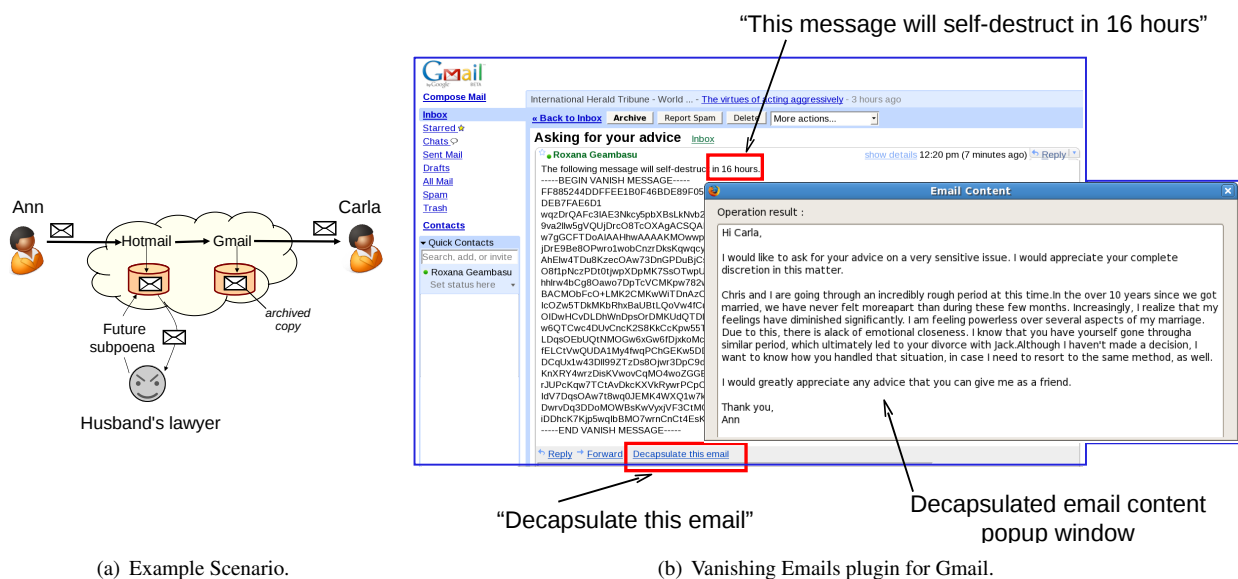 “This message will self-destruct in 16 hours”
Gmail
by Google BETA
Compose Mail
Inbox
Starred
Chats
Sent Mail
Drafts
All Mail
Spam
Trash
Contacts
Quick Contacts
Search, add, or invite
Roxana Geambasu
Set status here
International Herald Tribune - World ... - The virtues of acting aggressively - 3 hours ago
« Back to Inbox Archive Report Spam Delete More actions...
Asking for your advice Inbox
Roxana Geambasu show details 12:20 pm (7 minutes ago) Reply
The following message will self-destruct in 16 hours.
-----BEGIN VANISH MESSAGE-----
FF885244DDFFEE1B0F46BDE89F05
DEB7FAE6D1
-----END VANISH MESSAGE-----
Reply Forward Decapsulate this email
Email Content
Operation result :
Hi Carla,
I would like to ask for your advice on a very sensitive issue. I would appreciate your complete
discretion in this matter.
Chris and I are going through an incredibly rough period at this time.In the over 10 years since we got
married, we have never felt moreapart than during these few months. Increasingly, I realize that my
feelings have diminished significantly. I am feeling powerless over several aspects of my marriage.
Due to this, there is alack of emotional closeness. I know that you have yourself gone througha
similar period, which ultimately led to your divorce with Jack.Although I haven't made a decision, I
want to know how you handled that situation, in case I need to resort to the same method, as well.
I would greatly appreciate any advice that you can give me as a friend.
Thank you,
Ann
Ann
Carla
Hotmail
Gmail
archived
copy
Future
subpoena
Husband's lawyer
“Decapsulate this email”
Decapsulated email content
popup window
(a) Example Scenario.
(b) Vanishing Emails plugin for Gmail.